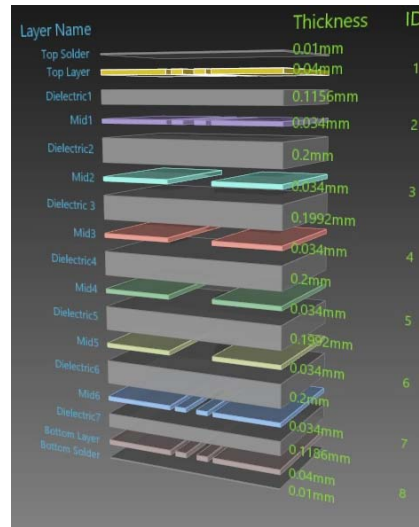 Layer Name Thickness ID
Top Solder 0.01mm
Top Layer 0.04mm 1
Dielectric1 0.1156mm
Mid1 0.034mm 2
Dielectric2 0.2mm
Mid2 0.034mm 3
Dielectric 3 0.1992mm
Mid3 0.034mm 4
Dielectric4 0.2mm
Mid4 0.034mm 5
Dielectric5 0.1992mm
Mid5 0.034mm 6
Dielectric6 0.2mm
Mid6 0.034mm 7
Dielectric7 0.1186mm
Bottom Layer 0.04mm 8
Bottom Solder 0.01mm